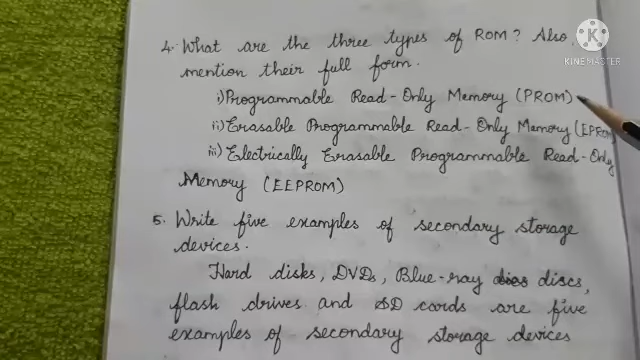 4. What are the three types of ROM? Also,
mention their full form.
i) Programmable Read-Only Memory (PROM)
ii) Erasable Programmable Read-Only Memory (EPROM
iii) Electrically Erasable Programmable Read-Only
Memory (EEPROM)
5. Write five examples of secondary storage
devices.
Hard disks, DVDs, Blue-ray discs,
flash drives and SD cards are five
examples of secondary storage devices
K
KINEMASTER